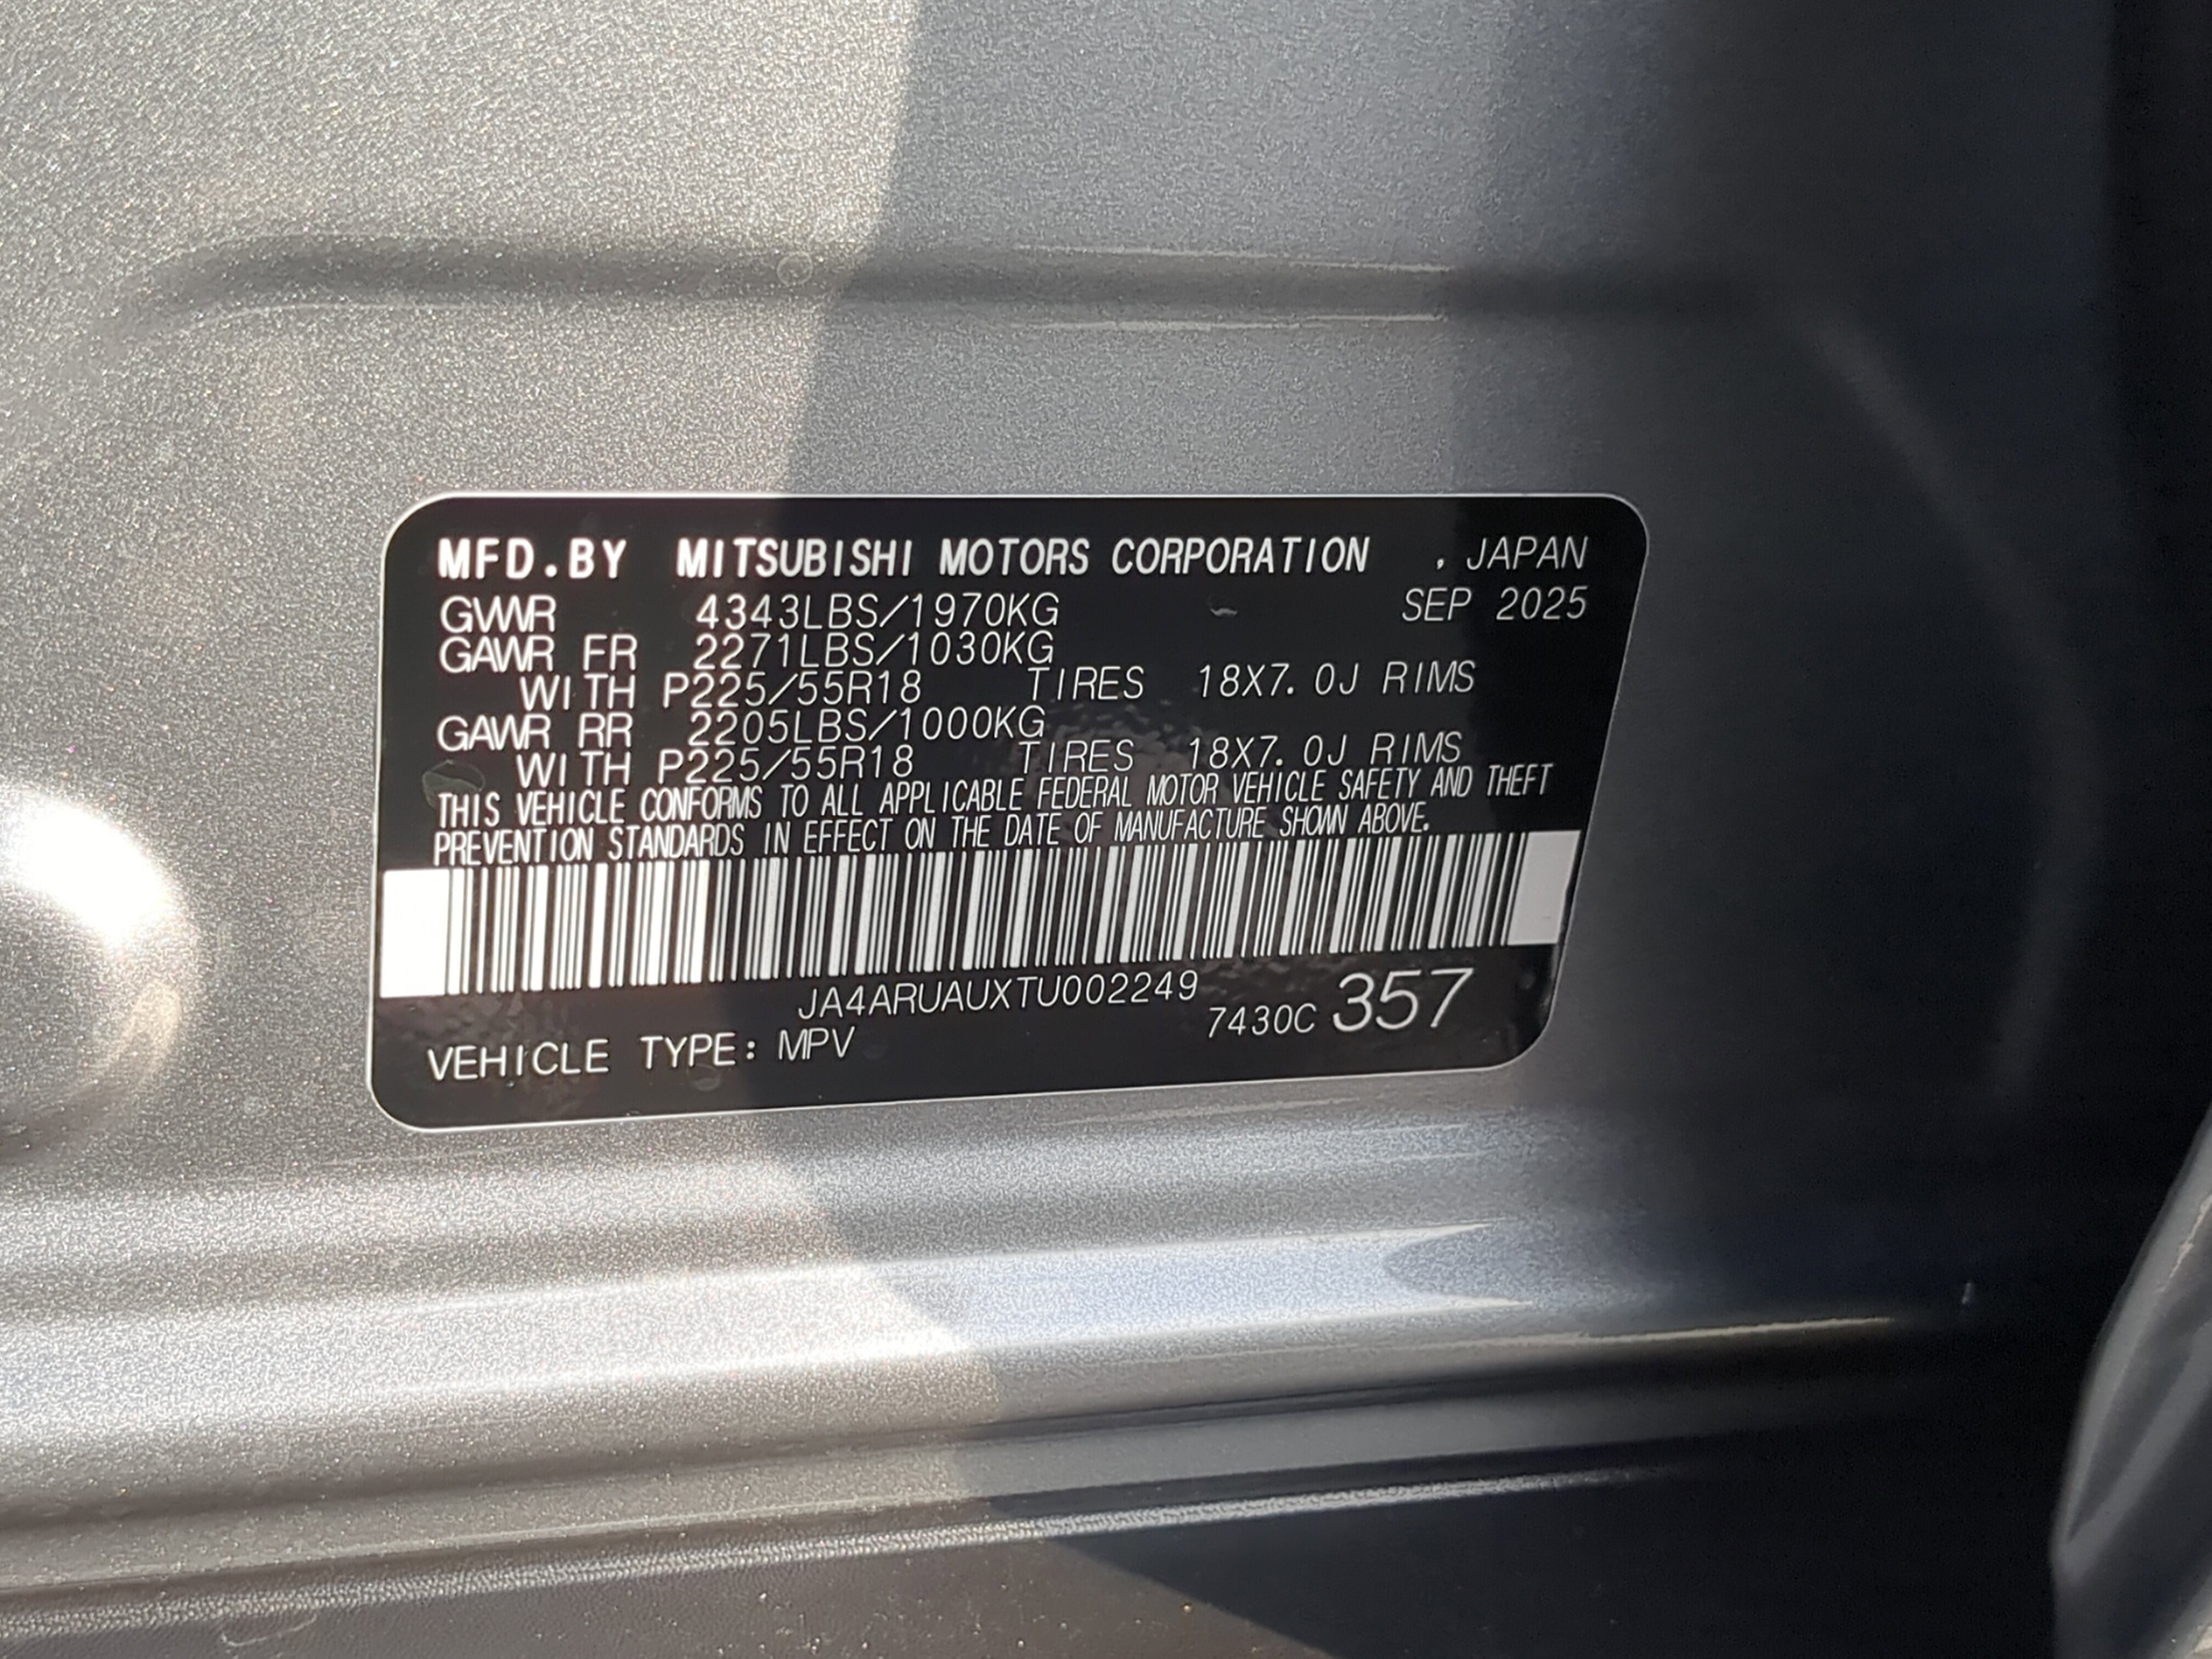 MFD.BY MITSUBISHI MOTORS CORPORATION , JAPAN
SEP 2025
GVWR 4343LBS/1970KG
GAWR FR 2271LBS/1030KG
WITH P225/55R18 TIRES 18X7.0J RIMS
GAWR RR 2205LBS/1000KG
WITH P225/55R18 TIRES 18X7.0J RIMS
THIS VEHICLE CONFORMS TO ALL APPLICABLE FEDERAL MOTOR VEHICLE SAFETY AND THEFT
PREVENTION STANDARDS IN EFFECT ON THE DATE OF MANUFACTURE SHOWN ABOVE.
JA4ARUAUXTU002249
7430C 357
VEHICLE TYPE: MPV